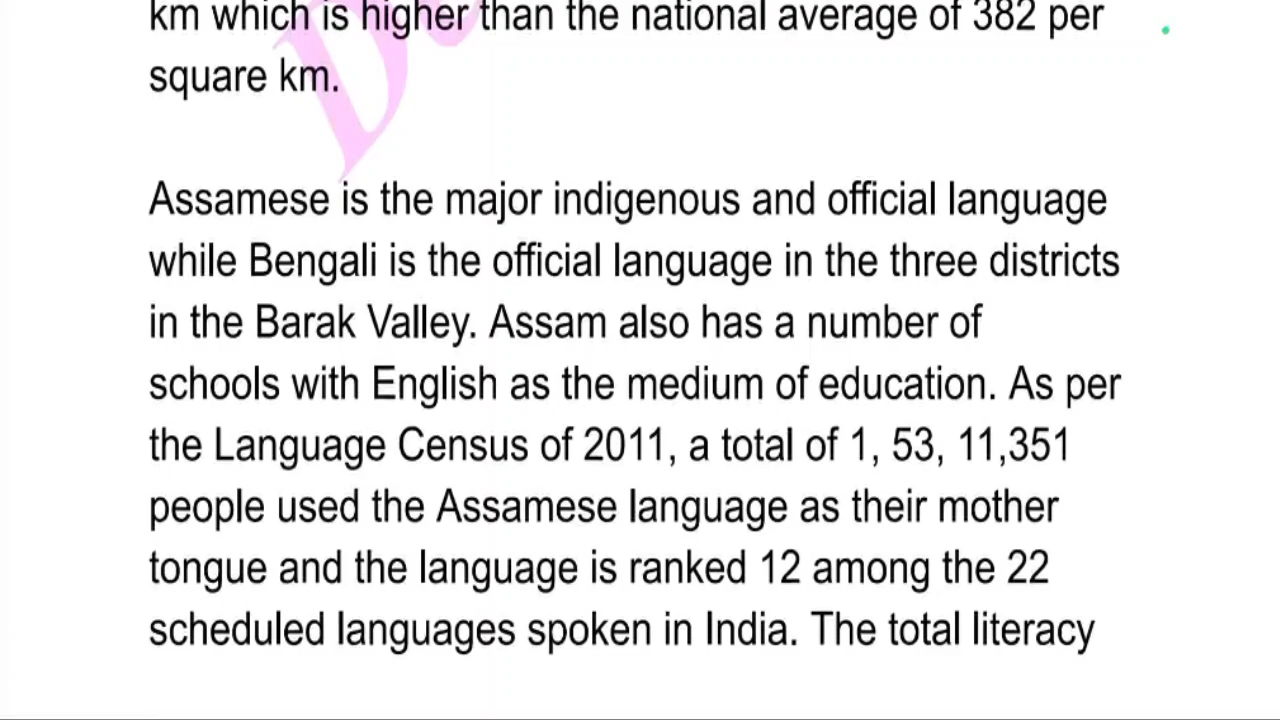 km which is higher than the national average of 382 per
square km.
Assamese is the major indigenous and official language
while Bengali is the official language in the three districts
in the Barak Valley. Assam also has a number of
schools with English as the medium of education. As per
the Language Census of 2011, a total of 1, 53, 11,351
people used the Assamese language as their mother
tongue and the language is ranked 12 among the 22
scheduled languages spoken in India. The total literacy